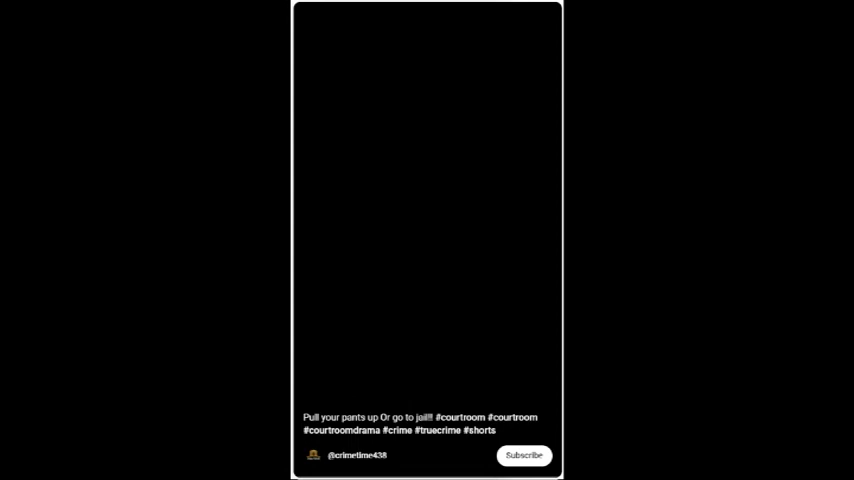 Pull your pants up Or go to jail!!! #courtroom #courtroom
#courtroomdrama #crime #truecrime #shorts
@crimetime438
Subscribe